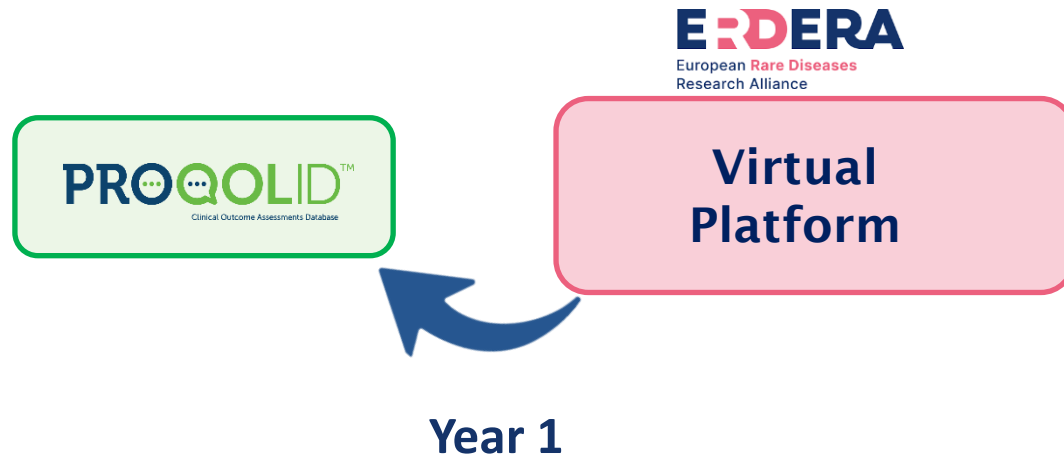 ERDERA
European Rare Diseases
Research Alliance
PROQOLID™
Clinical Outcome Assessments Database
Virtual
Platform
Year 1